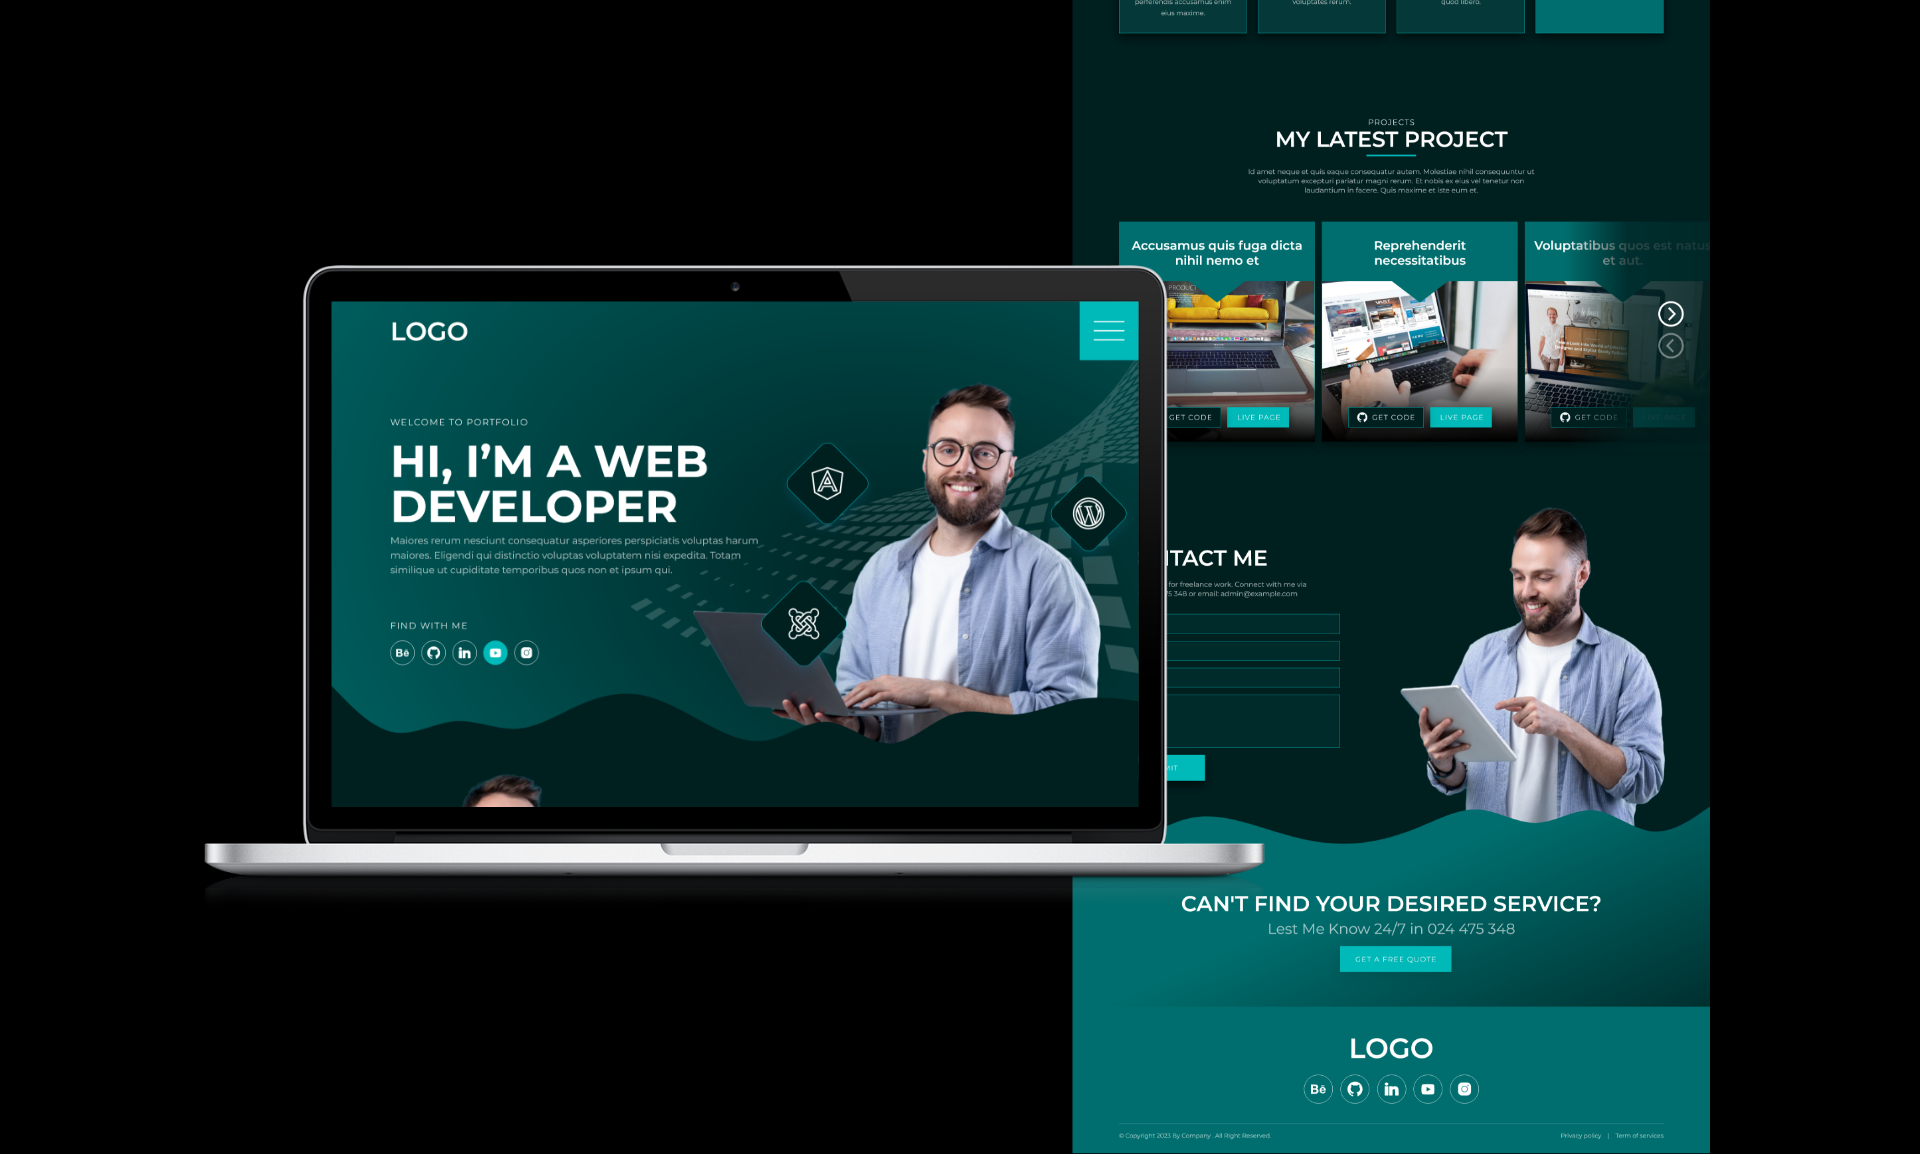 LOGO
WELCOME TO PORTFOLIO
HI, I’M A WEB
DEVELOPER
Maiores rerum nesciunt consequatur asperiores perspiciatis voluptas harum
maiores. Eligendi qui distinctio voluptas voluptatem nisi expedita. Totam
similique ut cupiditate temporibus quos non et ipsum qui.
FIND WITH ME
Bē
in
perferendis accusamus enim
eius maxime.
voluptates rerum.
quod libero.
PROJECTS
MY LATEST PROJECT
Id amet neque et quis eaque consequatur autem. Molestiae nihil consequuntur ut
voluptatum excepturi pariatur magni rerum. Et nobis ex eius vel tenetur non
laudantium in facere. Quis maxime et iste eum et.
Accusamus quis fuga dicta
nihil nemo et
Reprehenderit
necessitatibus
Voluptatibus quos est natus
et aut.
PRODUCT
GET CODE
LIVE PAGE
GET CODE
LIVE PAGE
GET CODE
LIVE PAGE
TACT ME
for freelance work. Connect with me via
75 348 or email: admin@example.com
MIT
CAN'T FIND YOUR DESIRED SERVICE?
Lest Me Know 24/7 in 024 475 348
GET A FREE QUOTE
LOGO
Bē
in
© Copyright 2023 By Company . All Right Reserved.
Privacy policy | Term of services